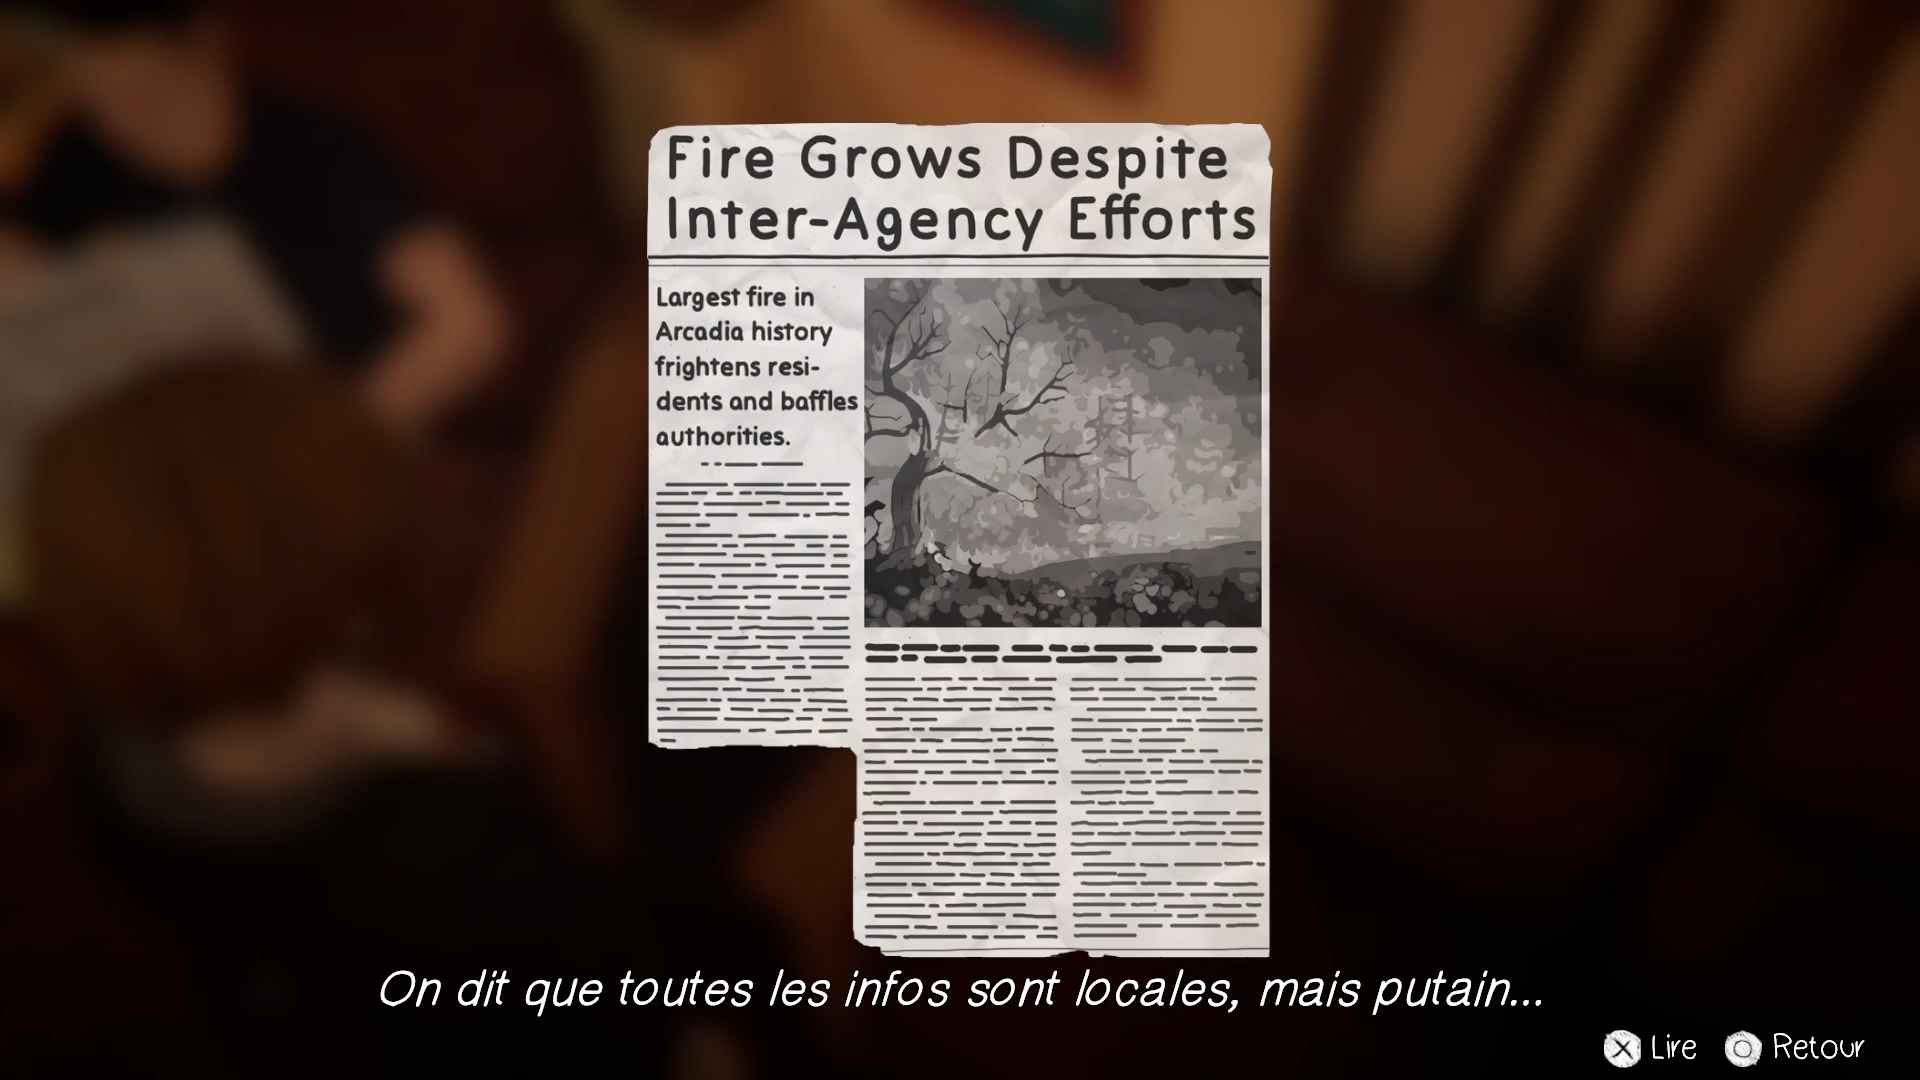 Fire Grows Despite
Inter-Agency Efforts
Largest fire in
Arcadia history
frightens resi-
dents and baffles
authorities.
On dit que toutes les infos sont locales, mais putain...
Lire
Retour